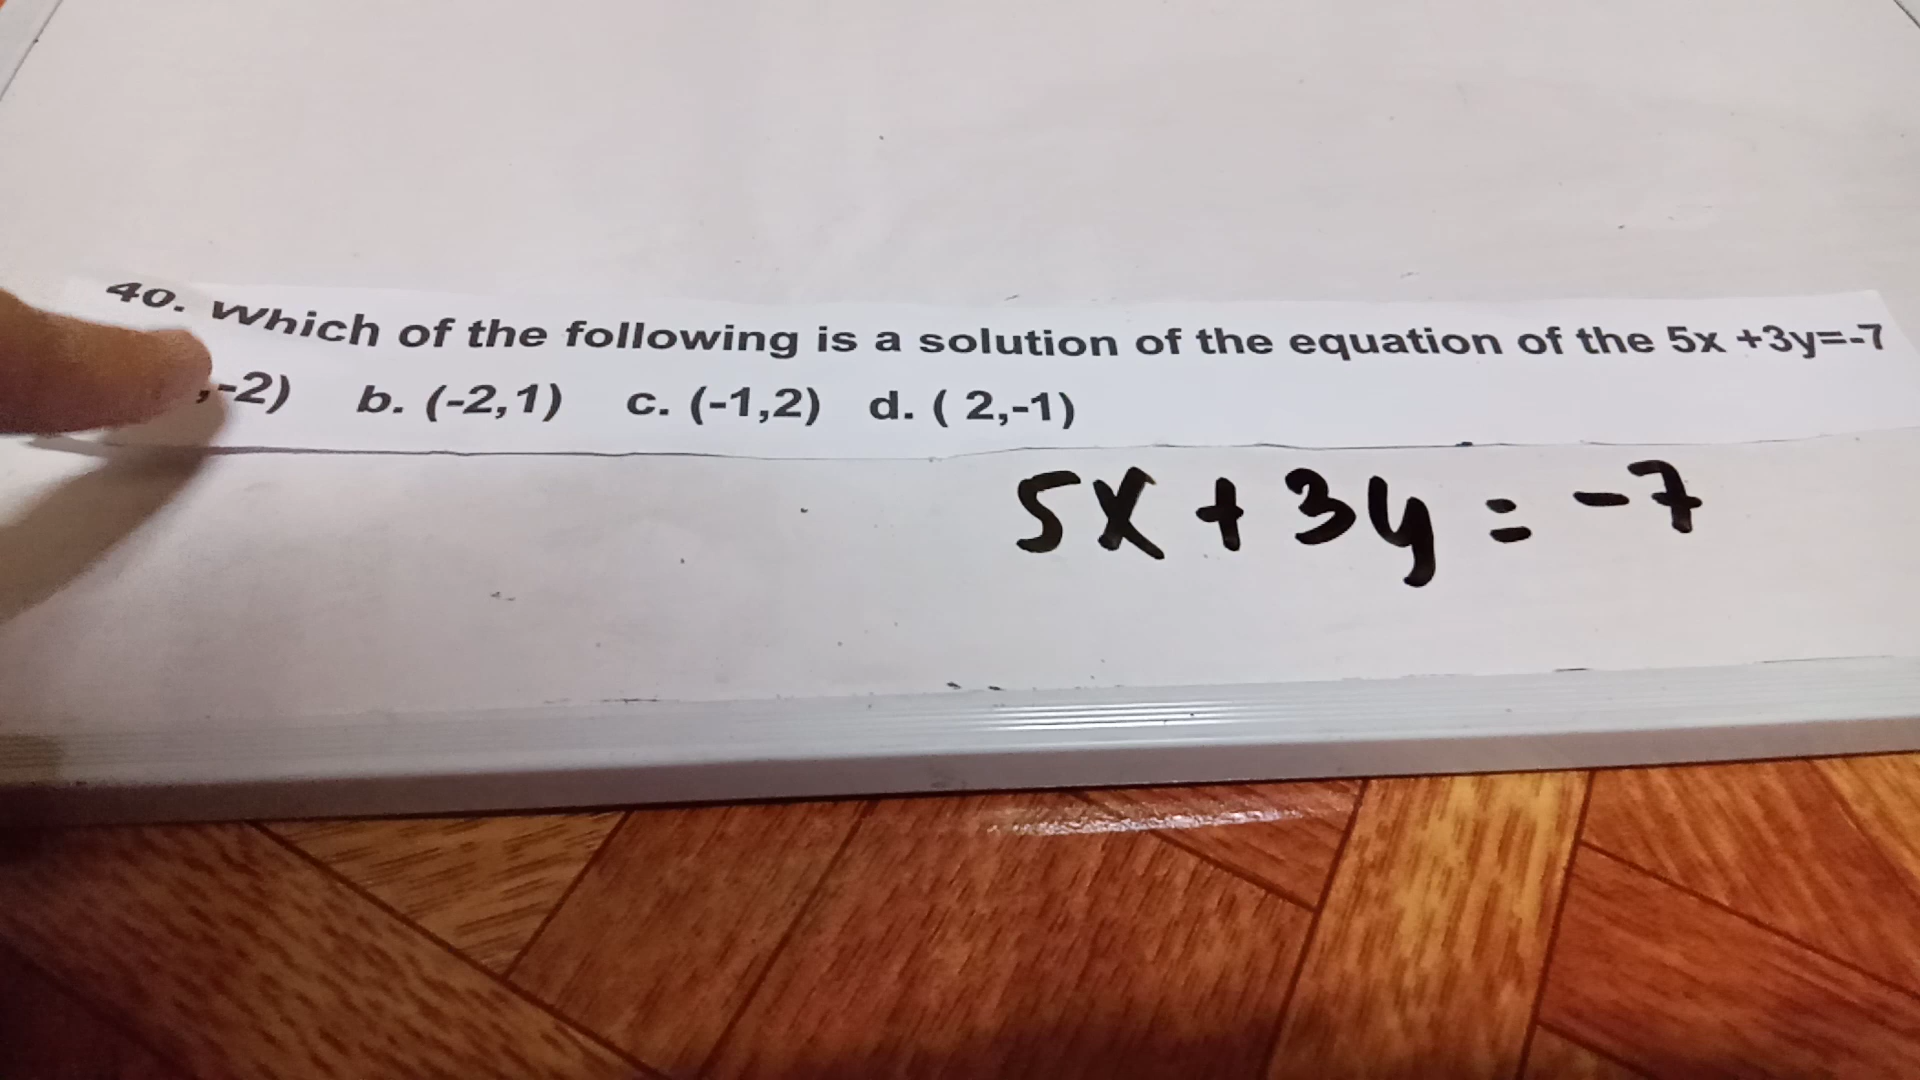 40. Which of the following is a solution of the equation of the 5x +3y=-7
,-2) b. (-2,1) c. (-1,2) d. ( 2,-1)
5x + 3y = -7